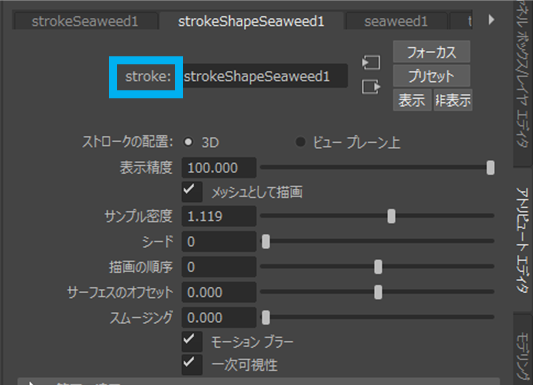 strokeSeaweed1 strokeShapeSeaweed1 seaweed1
stroke: strokeShapeSeaweed1
フォーカス
プリセット
表示 非表示
ストロークの配置: 3D ビュー プレーン上
表示精度 100.000
メッシュとして描画
サンプル密度 1.119
シード 0
描画の順序 0
サーフェスのオフセット 0.000
スムージング 0.000
モーション ブラー
一次可視性
ボックス/レイヤ エディタ
アトリビュート エディタ
モデリング